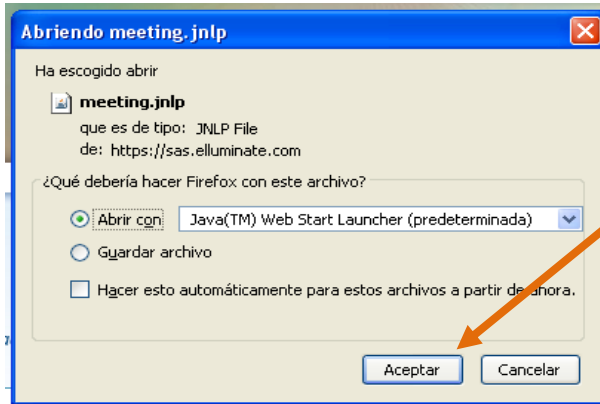 Abriendo meeting.jnlp
Ha escogido abrir
meeting.jnlp
que es de tipo: JNLP File
de: https://sas.elluminate.com
¿Qué debería hacer Firefox con este archivo?
Abrir con Java(TM) Web Start Launcher (predeterminada)
Guardar archivo
Hacer esto automáticamente para estos archivos a partir de ahora.
Aceptar Cancelar